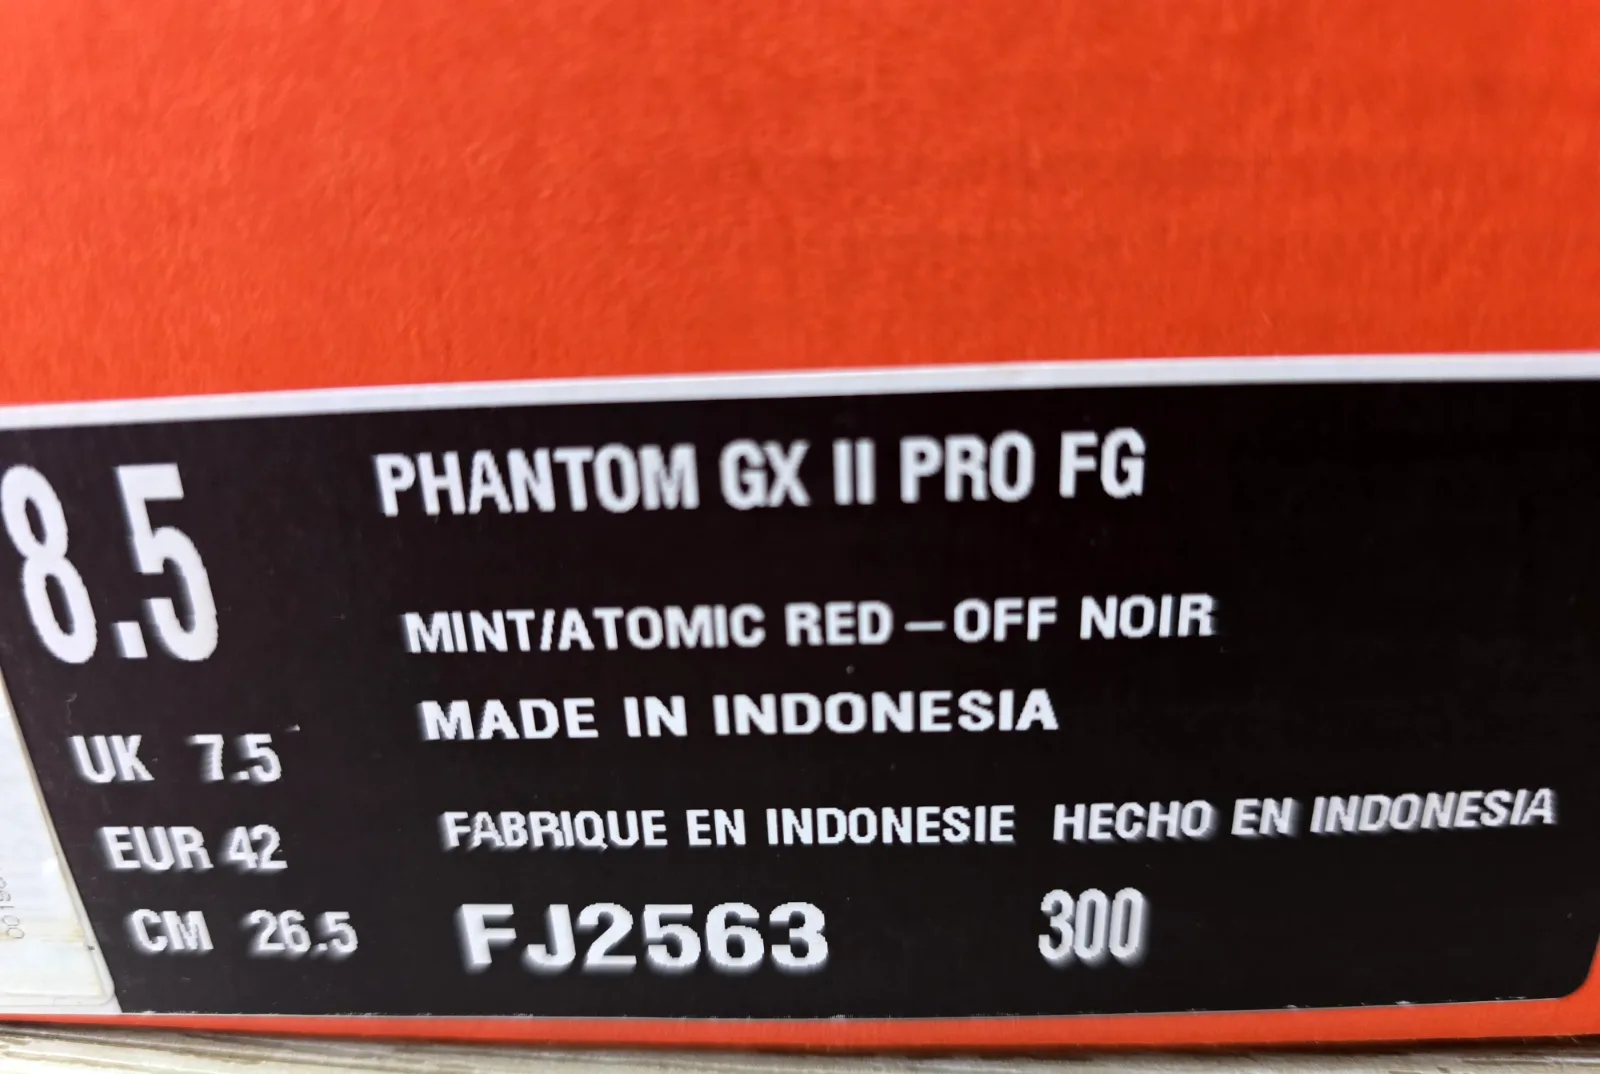 8.5
PHANTOM GX II PRO FG
MINT/ATOMIC RED–OFF NOIR
MADE IN INDONESIA
UK 7.5
FABRIQUE EN INDONESIE HECHO EN INDONESIA
EUR 42
CM 26.5
FJ2563 300